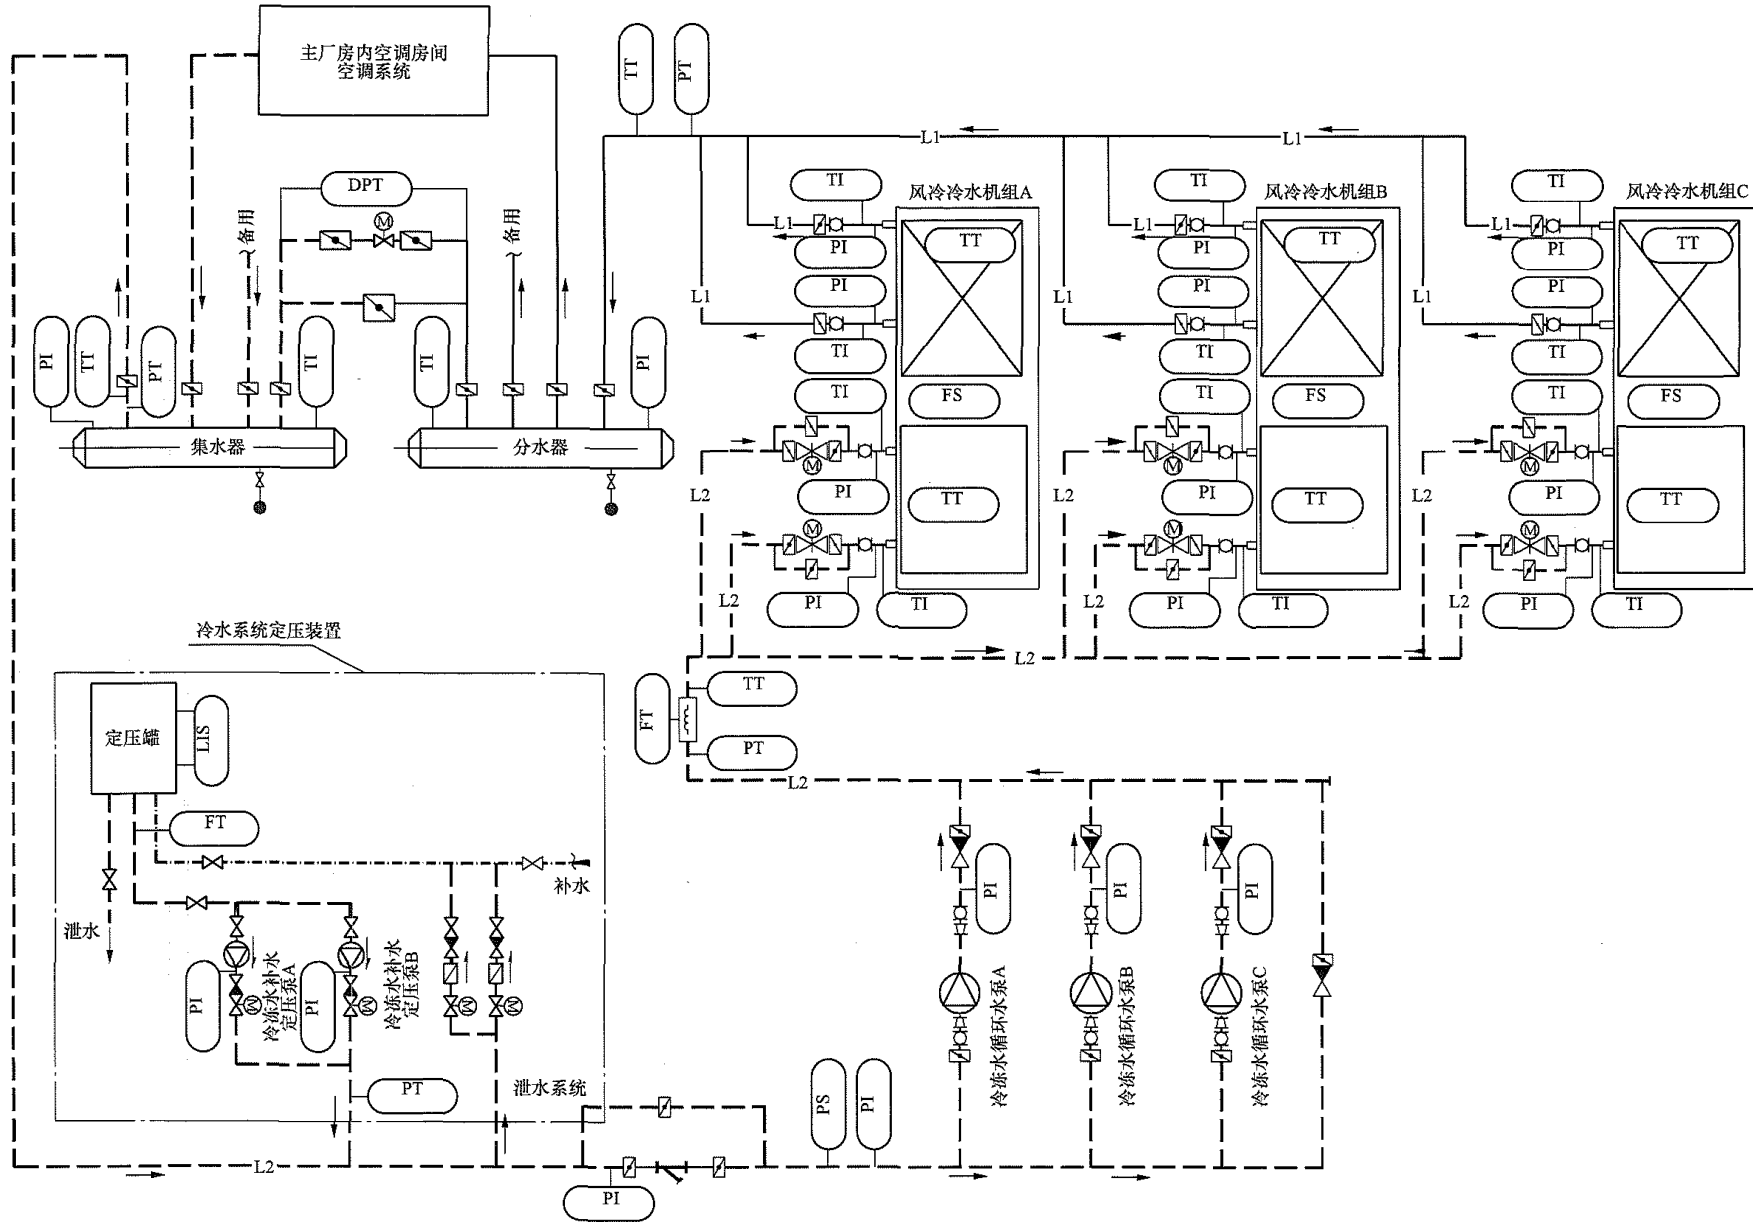 主厂房内空调房间
空调系统
TT
PT
L1
L1
DPT
M
备用
备用
TI
风冷冷水机组A
TI
风冷冷水机组B
TI
风冷冷水机组C
L1
PI
TT
L1
PI
TT
L1
PI
TT
L1
PI
L1
PI
L1
PI
PI
TT
PT
TI
TI
PI
TI
TI
TI
TI
FS
TI
FS
TI
FS
集水器
分水器
M
M
M
L2
PI
TT
L2
PI
TT
L2
PI
TT
M
M
M
L2
PI
TI
L2
PI
TI
L2
PI
TI
冷水系统定压装置
L2
定压罐
LIS
FT
TT
PT
L2
FT
补水
泄水
PI
M
冷冻水补水
定压泵A
PI
M
冷冻水补水
定压泵B
M
M
PI
PI
PI
冷冻水循环水泵A
冷冻水循环水泵B
冷冻水循环水泵C
PT
泄水系统
PS
PI
L2
PI